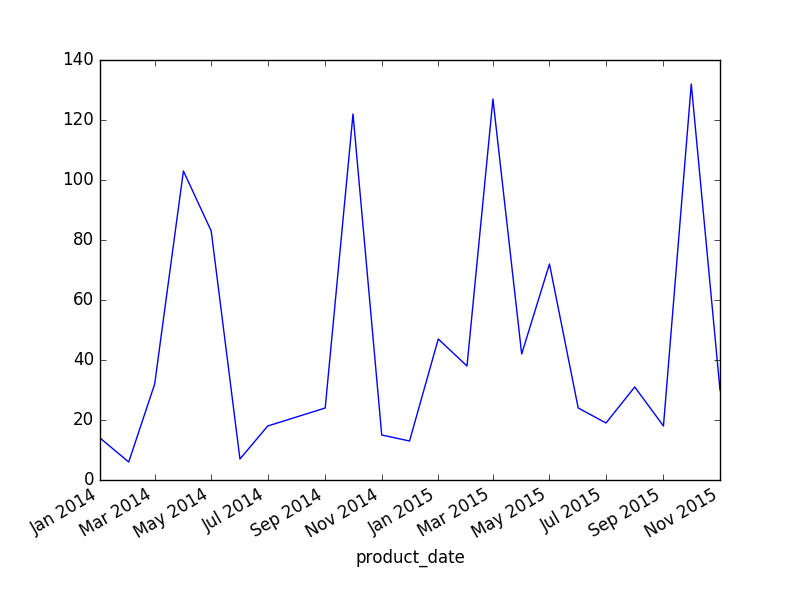 140
120
100
80
60
40
20
0
Jan 2014
Mar 2014
May 2014
Jul 2014
Sep 2014
Nov 2014
Jan 2015
Mar 2015
May 2015
Jul 2015
Sep 2015
Nov 2015
product_date